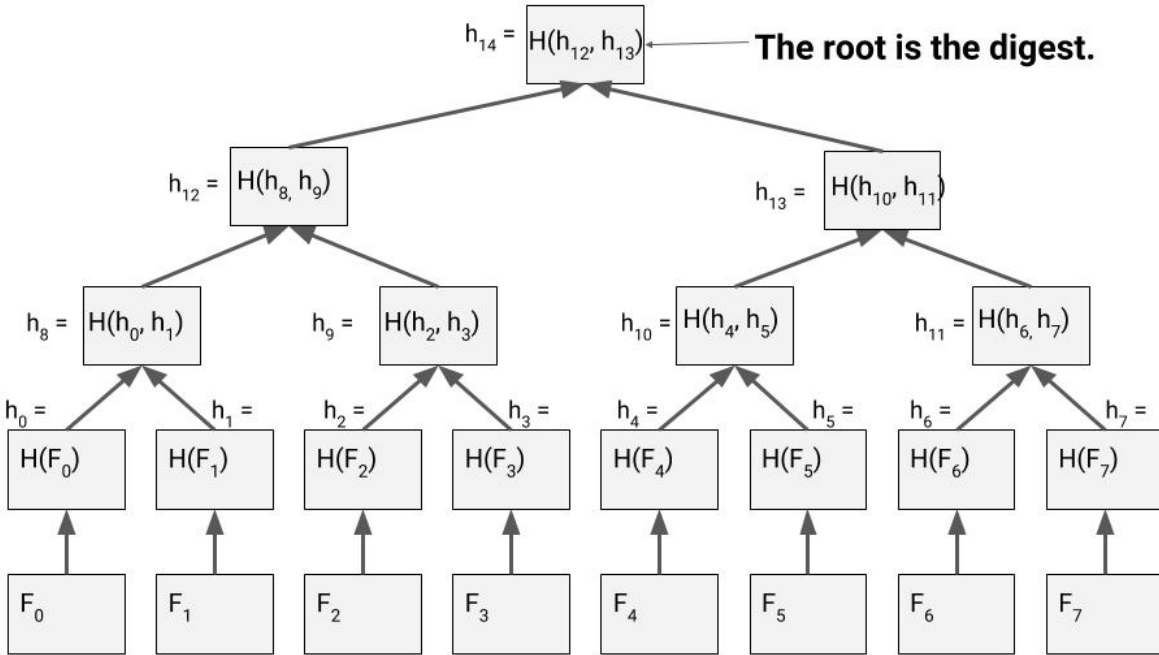 h₁₄ = H(h₁₂, h₁₃) The root is the digest.
h₁₂ = H(h₈, h₉) h₁₃ = H(h₁₀, h₁₁)
h₈ = H(h₀, h₁) h₉ = H(h₂, h₃) h₁₀ = H(h₄, h₅) h₁₁ = H(h₆, h₇)
h₀ = h₁ = h₂ = h₃ = h₄ = h₅ = h₆ = h₇ =
H(F₀) H(F₁) H(F₂) H(F₃) H(F₄) H(F₅) H(F₆) H(F₇)
F₀ F₁ F₂ F₃ F₄ F₅ F₆ F₇